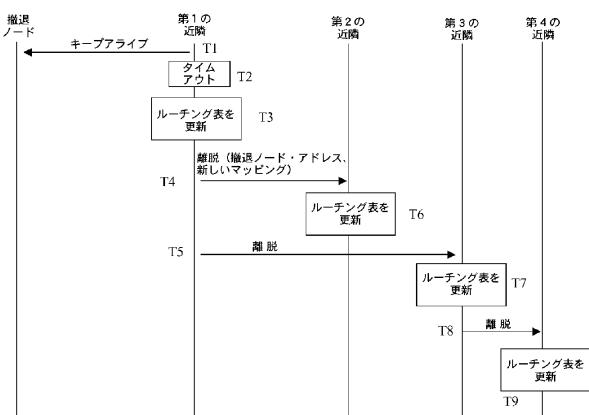 撤退
ノード
第１の
近隣
第２の
近隣
第３の
近隣
第４の
近隣
キープアライブ
T1
タイム
アウト
T2
ルーチング表を
更新
T3
離脱（撤退ノード・アドレス、
新しいマッピング）
T4
ルーチング表を
更新
T6
T5
離脱
ルーチング表を
更新
T7
T8
離脱
ルーチング表を
更新
T9